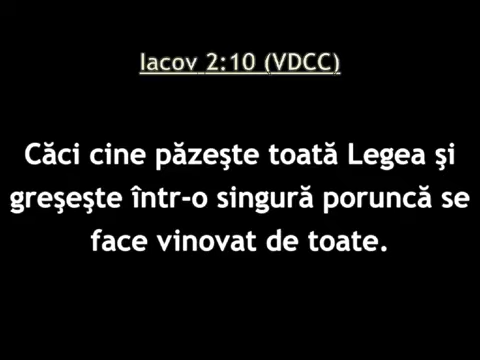 Iacov 2:10 (VDCC)
Căci cine păzeşte toată Legea şi
greşeşte într-o singură poruncă se
face vinovat de toate.